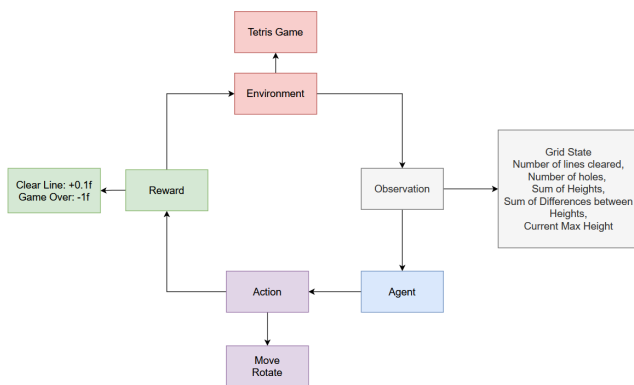 Tetris Game
Environment
Clear Line: +0.1f
Game Over: -1f
Reward
Observation
Grid State
Number of lines cleared,
Number of holes,
Sum of Heights,
Sum of Differences between
Heights,
Current Max Height
Action
Agent
Move
Rotate